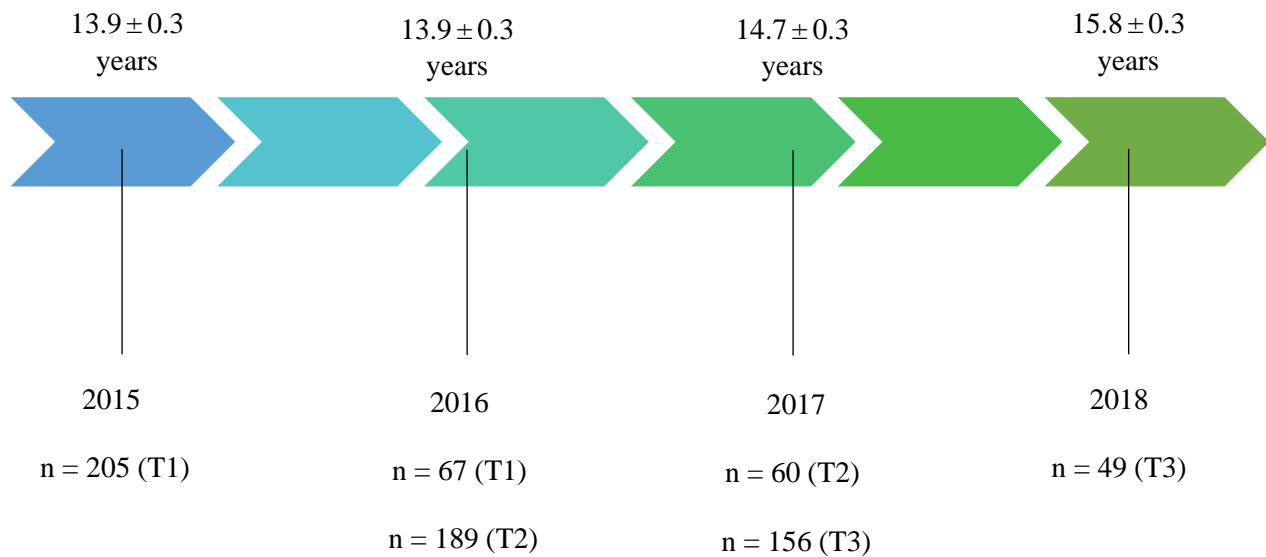 13.9 ± 0.3
years
13.9 ± 0.3
years
14.7 ± 0.3
years
15.8 ± 0.3
years
2015
n = 205 (T1)
2016
n = 67 (T1)
n = 189 (T2)
2017
n = 60 (T2)
n = 156 (T3)
2018
n = 49 (T3)